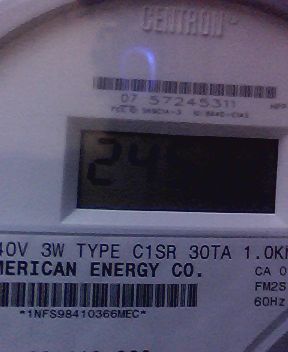 CENTRON
07 57245311
24
40V 3W TYPE C1SR 30TA 1.0K
MERICAN ENERGY CO.
CA 0
FM2S
60Hz
*1NFS98410366MEC*